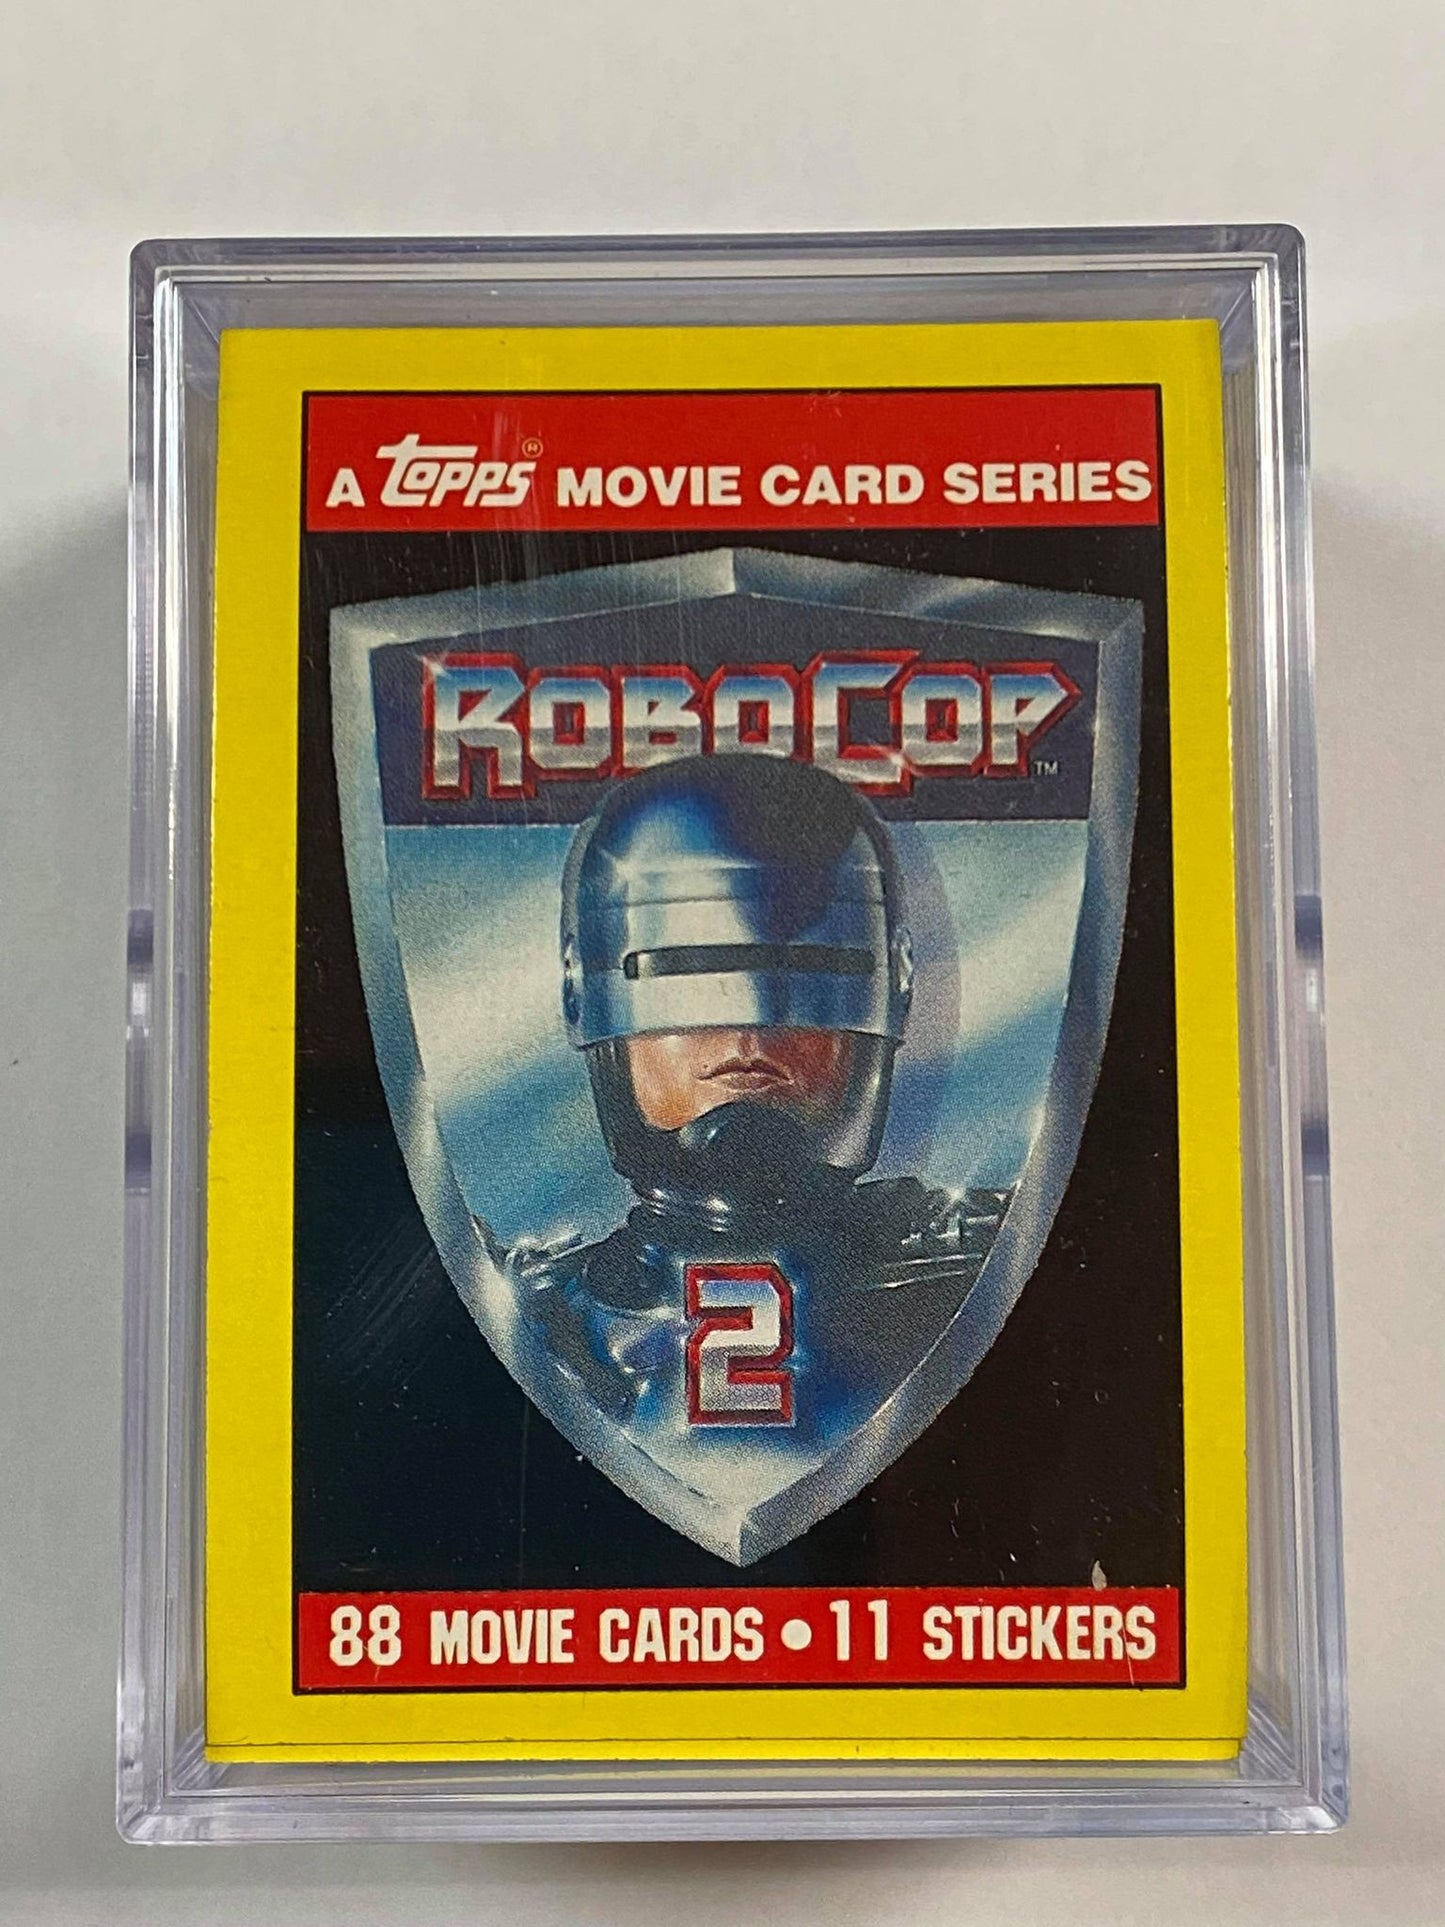 A Topps® MOVIE CARD SERIES
ROBOCOP™
2
88 MOVIE CARDS • 11 STICKERS